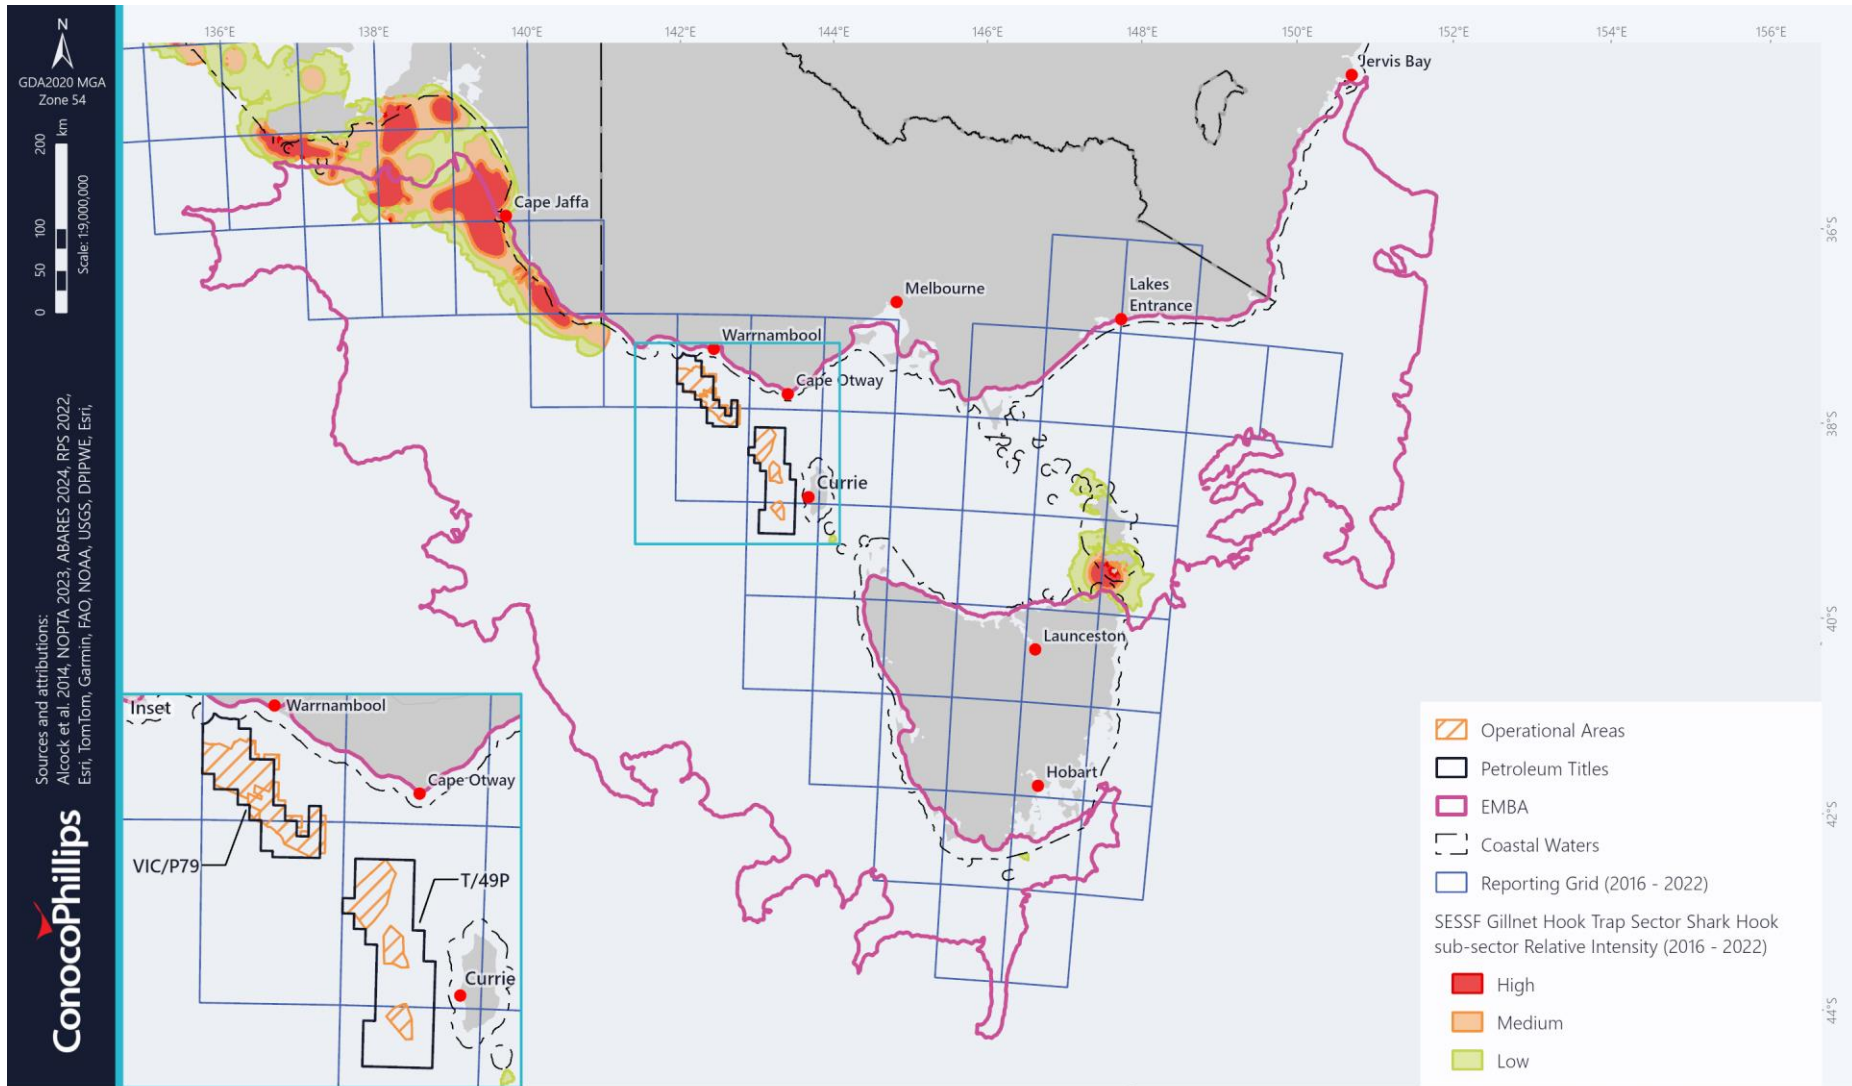 136°E
138°E
140°E
142°E
144°E
146°E
148°E
150°E
152°E
154°E
156°E
36°S
38°S
40°S
42°S
44°S
N
GDA2020 MGA
Zone 54
0 50 100 200 km
Scale: 1:9,000,000
Sources and attributions:
Alcock et al. 2014, NOPTA 2023, ABARES 2024, RPS 2022,
Esri, TomTom, Garmin, FAO, NOAA, USGS, DPIPWE, Esri,
ConocoPhillips
Jervis Bay
Cape Jaffa
Melbourne
Lakes
Entrance
Warrnambool
Cape Otway
Currie
Launceston
Hobart
Inset
Warrnambool
Cape Otway
VIC/P79
T/49P
Currie
Operational Areas
Petroleum Titles
EMBA
Coastal Waters
Reporting Grid (2016 - 2022)
SESSF Gillnet Hook Trap Sector Shark Hook
sub-sector Relative Intensity (2016 - 2022)
High
Medium
Low